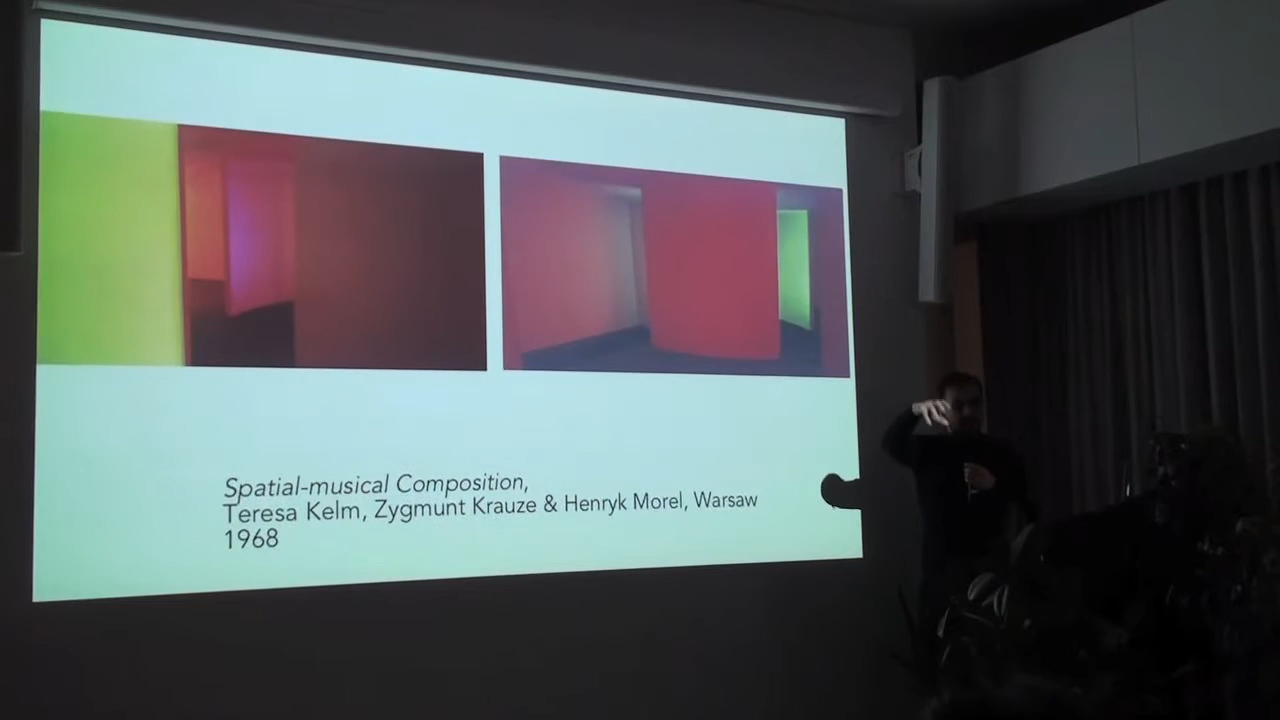 Spatial-musical Composition,
Teresa Kelm, Zygmunt Krauze & Henryk Morel, Warsaw
1968